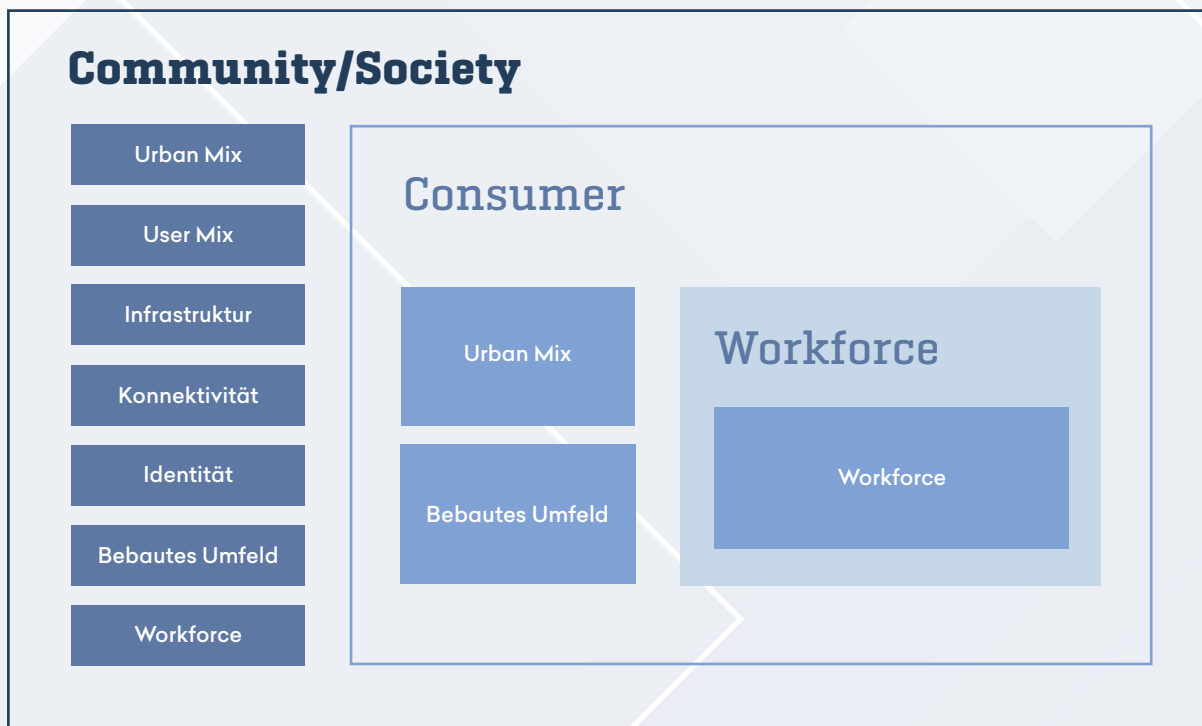 Community/Society
Urban Mix
User Mix
Infrastruktur
Konnektivität
Identität
Bebautes Umfeld
Workforce
Consumer
Urban Mix
Bebautes Umfeld
Workforce
Workforce